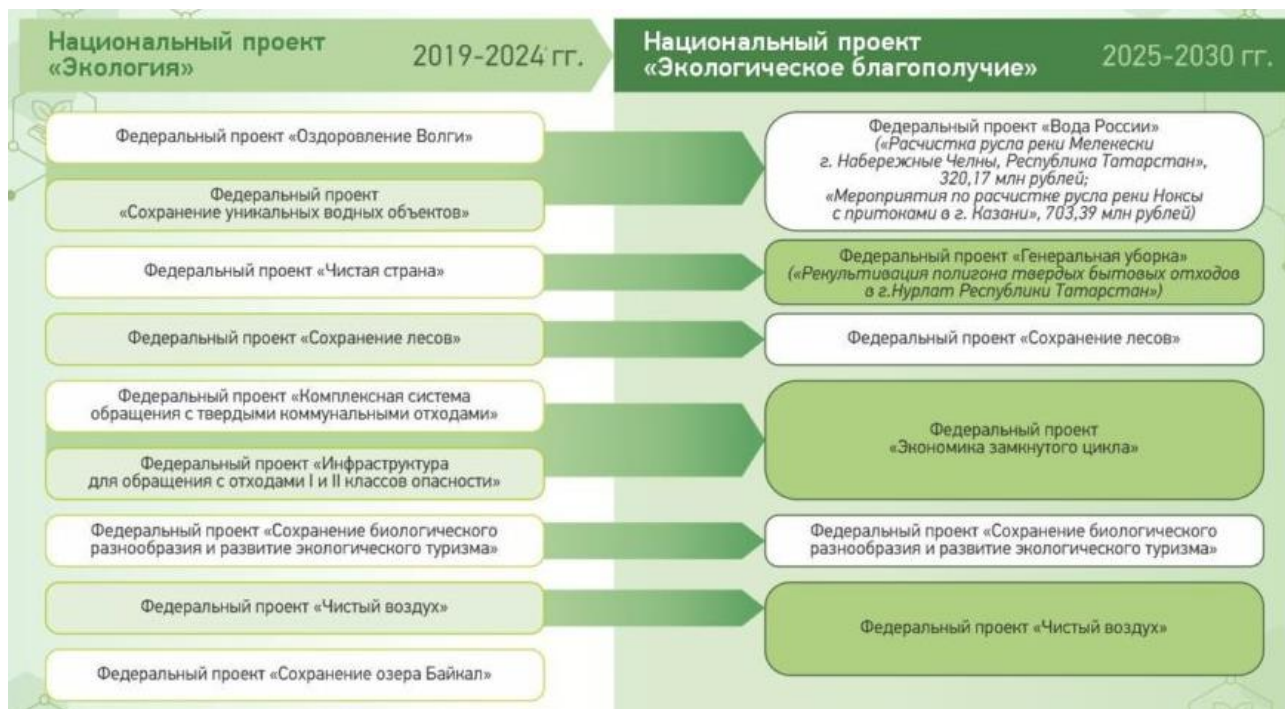 Национальный проект
«Экология»
2019-2024 гг.
Федеральный проект «Оздоровление Волги»
Федеральный проект
«Сохранение уникальных водных объектов»
Федеральный проект «Чистая страна»
Федеральный проект «Сохранение лесов»
Федеральный проект «Комплексная система
обращения с твердыми коммунальными отходами»
Федеральный проект «Инфраструктура
для обращения с отходами I и II классов опасности»
Федеральный проект «Сохранение биологического
разнообразия и развитие экологического туризма»
Федеральный проект «Чистый воздух»
Федеральный проект «Сохранение озера Байкал»
Национальный проект
«Экологическое благополучие»
2025-2030 гг.
Федеральный проект «Вода России»
(«Расчистка русла реки Мелекески
г. Набережные Челны, Республика Татарстан»,
320,17 млн рублей;
«Мероприятия по расчистке русла реки Ноксы
с притоками в г. Казани», 703,39 млн рублей)
Федеральный проект «Генеральная уборка»
(«Рекультивация полигона твердых бытовых отходов
в г.Нурлат Республики Татарстан»)
Федеральный проект «Сохранение лесов»
Федеральный проект
«Экономика замкнутого цикла»
Федеральный проект «Сохранение биологического
разнообразия и развитие экологического туризма»
Федеральный проект «Чистый воздух»